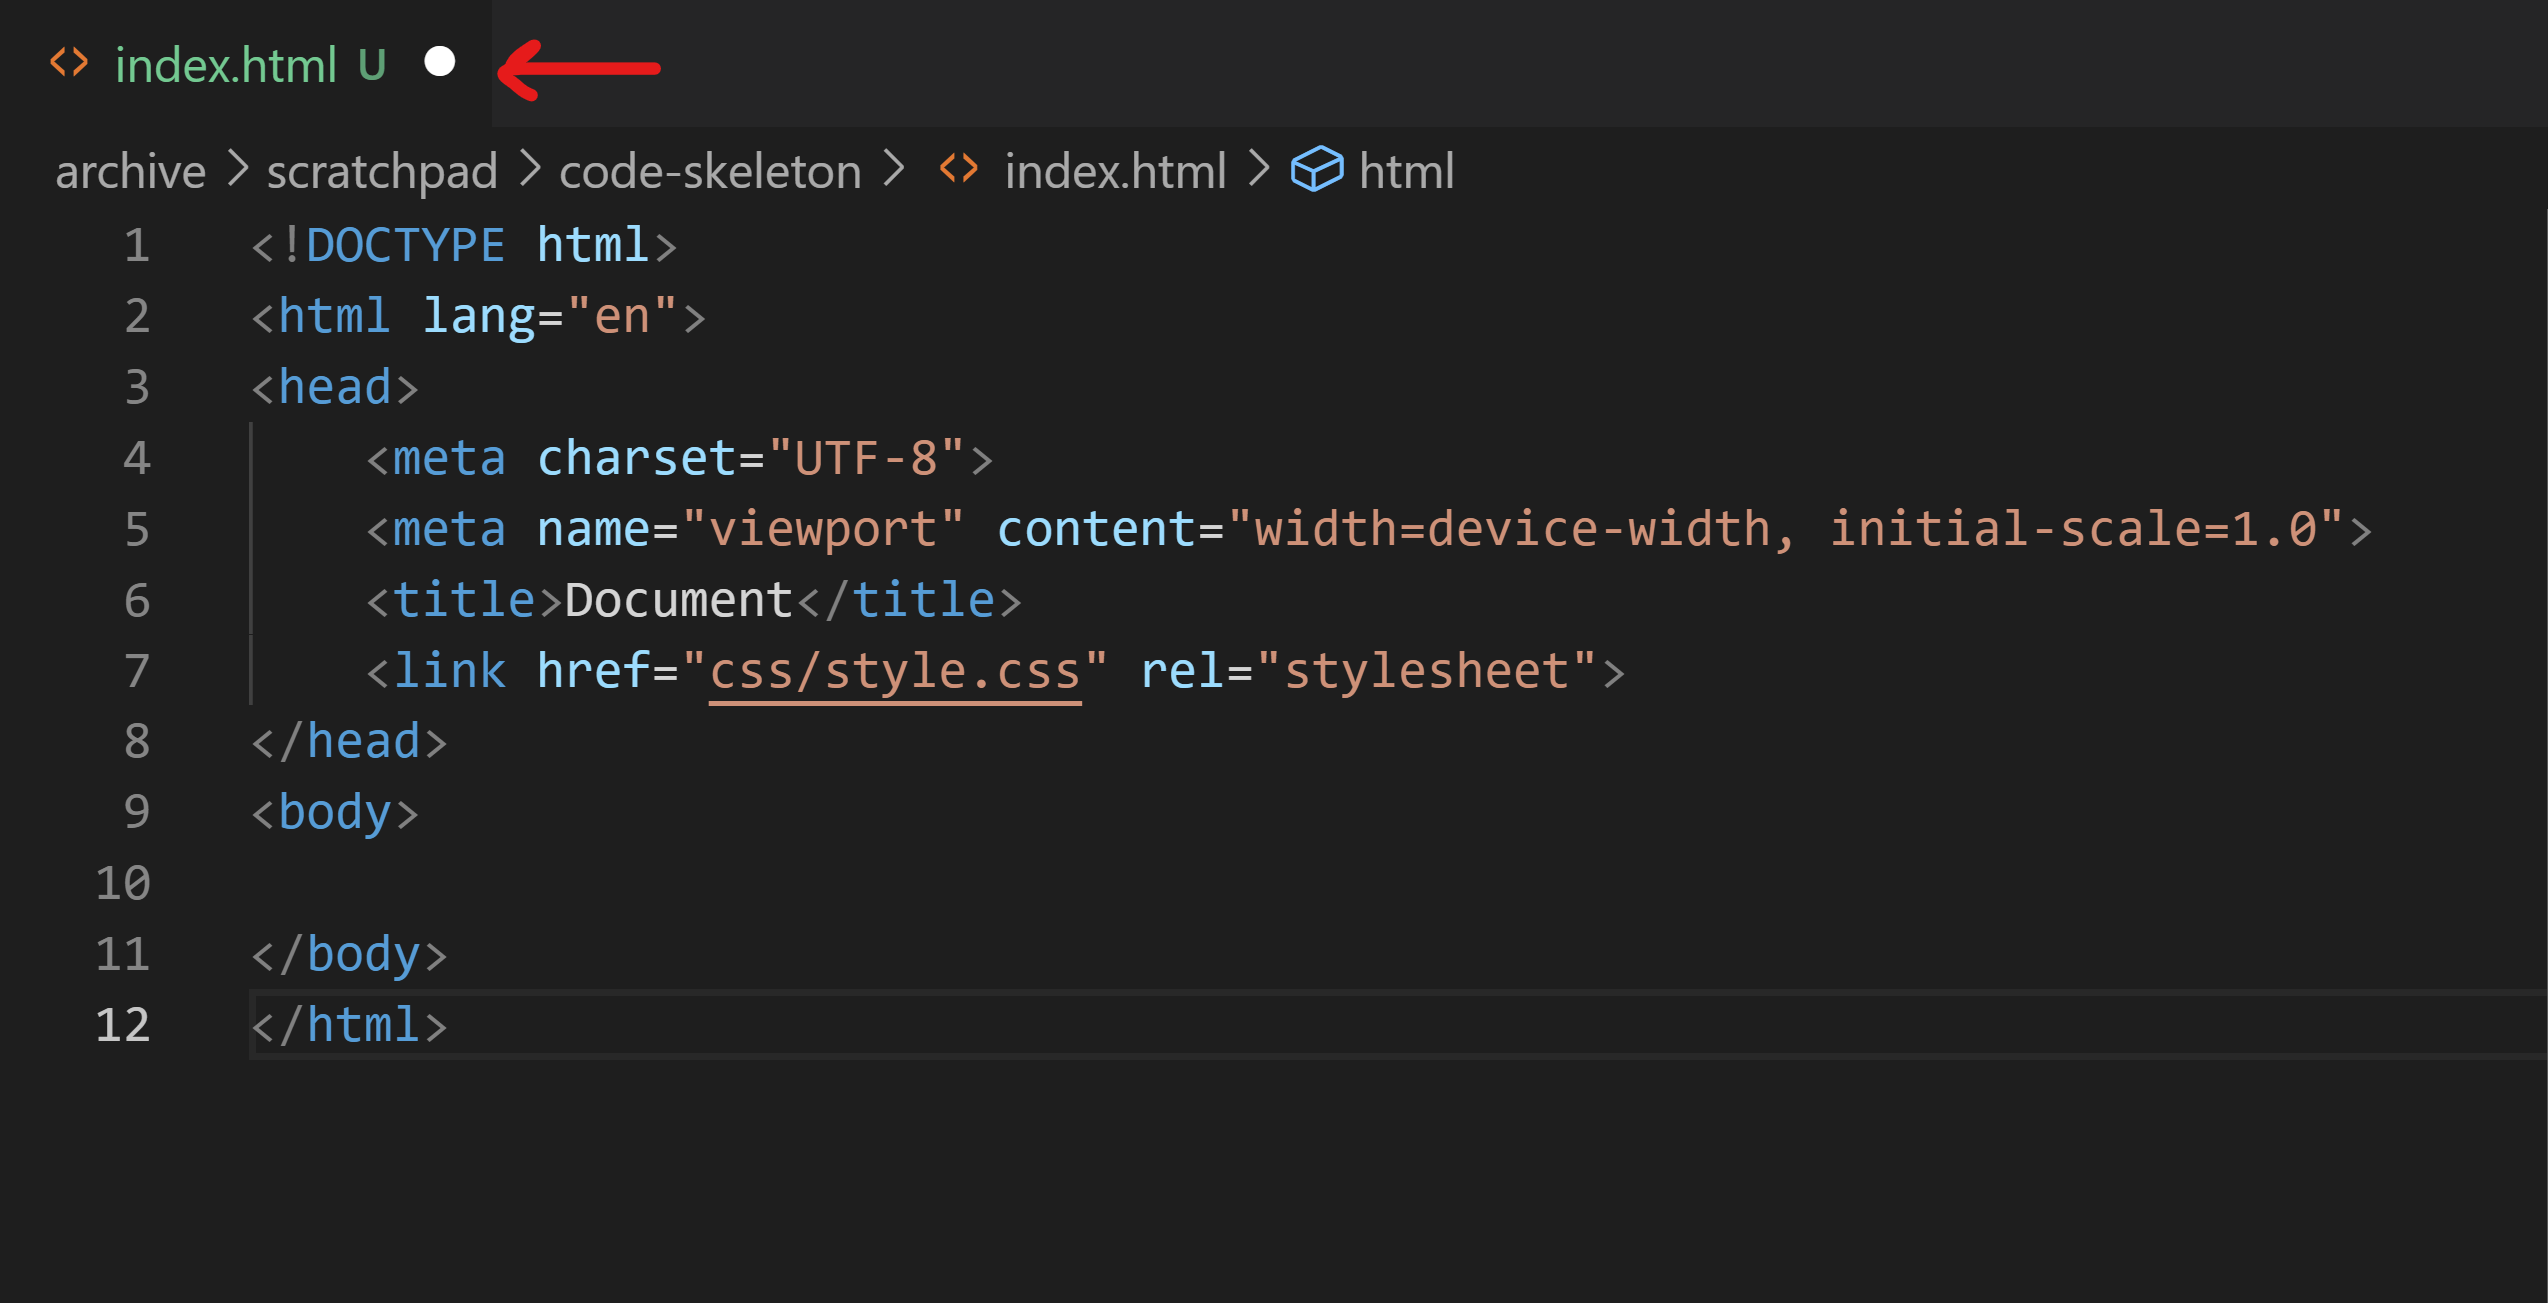 index.html U
archive > scratchpad > code-skeleton > index.html > html
1 <!DOCTYPE html>
2 <html lang="en">
3 <head>
4     <meta charset="UTF-8">
5     <meta name="viewport" content="width=device-width, initial-scale=1.0">
6     <title>Document</title>
7     <link href="css/style.css" rel="stylesheet">
8 </head>
9 <body>
10
11 </body>
12 </html>